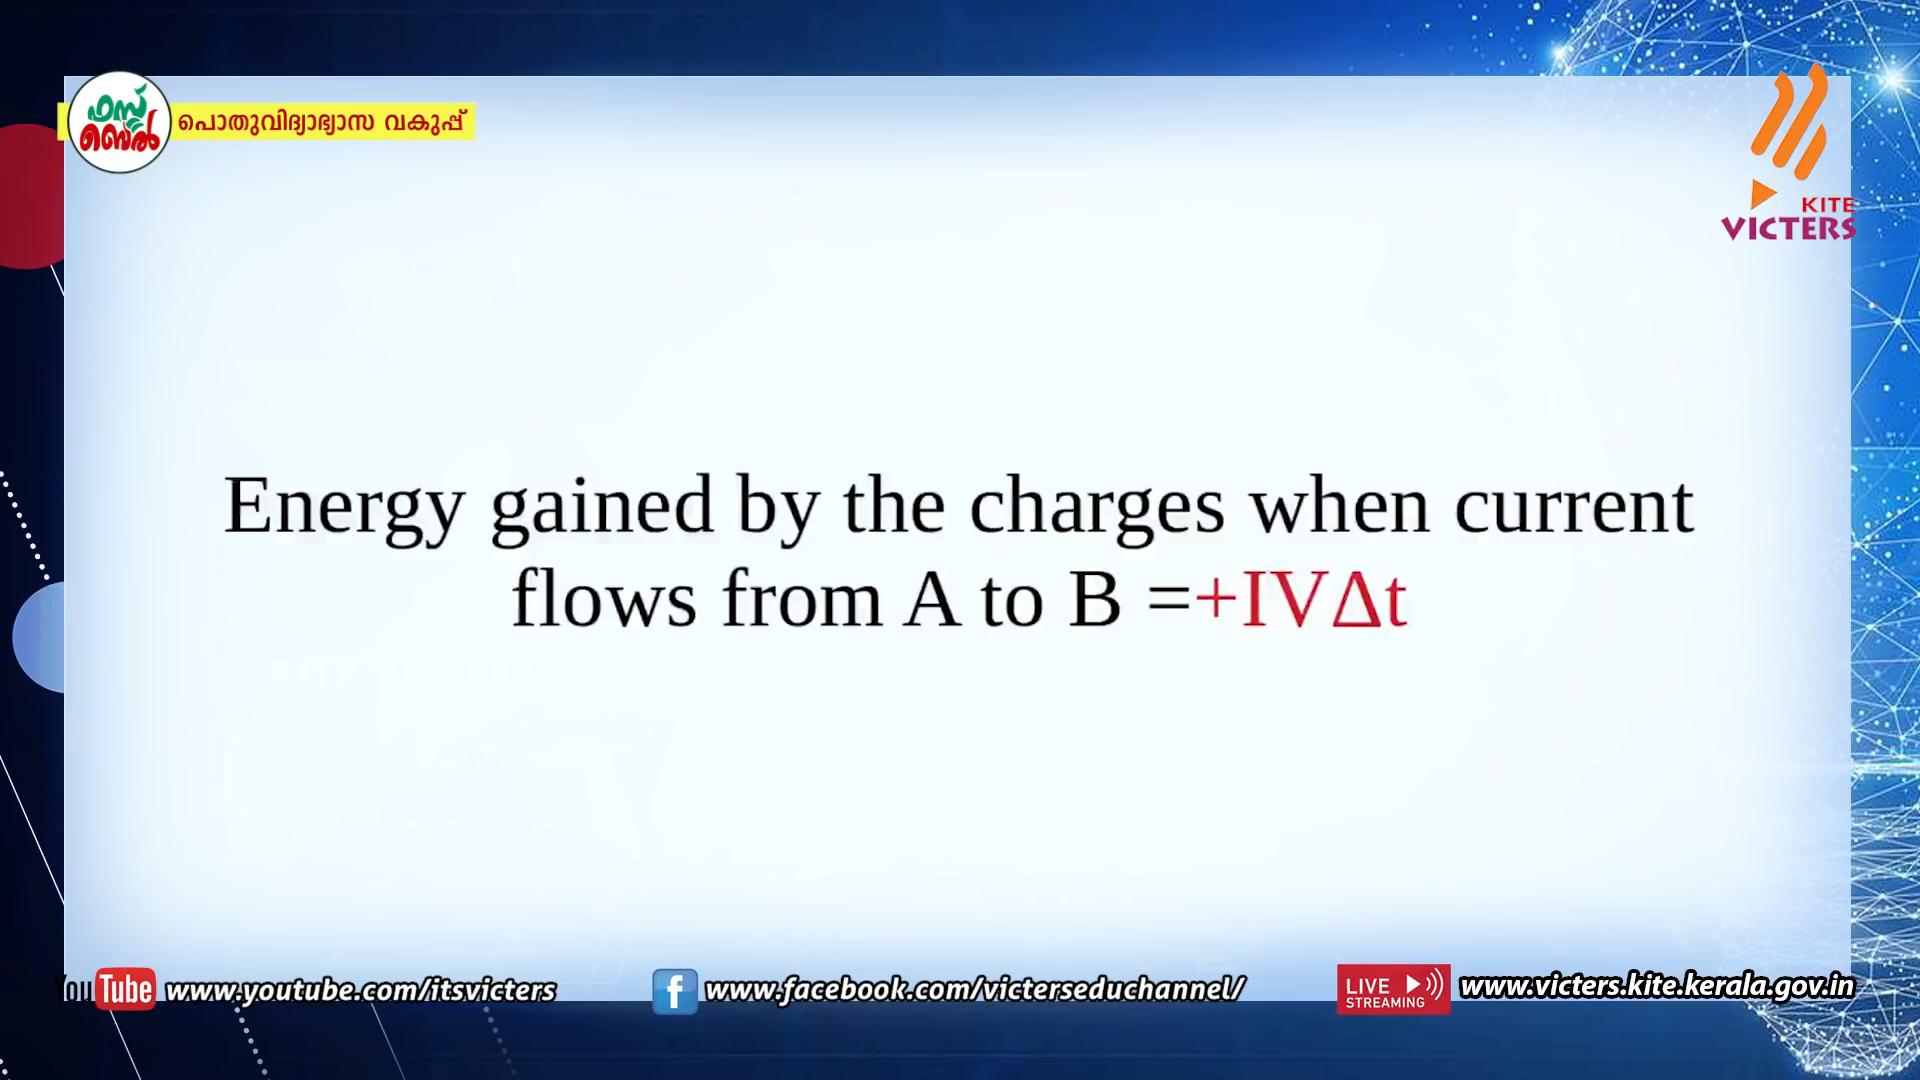 ഫസ്റ്റ്
ബെൽ
പൊതുവിദ്യാഭ്യാസ വകുപ്പ്
KITE
VICTERS
Energy gained by the charges when current
flows from A to B =+IVΔt
YouTube www.youtube.com/itsvicters
f www.facebook.com/victerseduchannel/
LIVE STREAMING www.victers.kite.kerala.gov.in